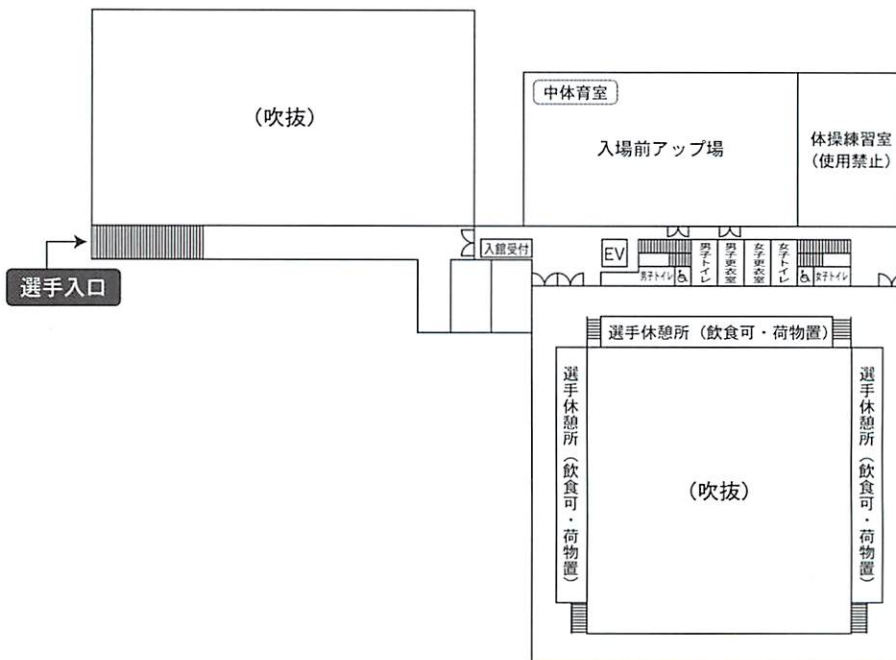 (吹抜)
中体育室
入場前アップ場
体操練習室
(使用禁止)
選手入口
入館受付
EV
男子トイレ
男子トイレ
男子更衣室
女子更衣室
女子トイレ
女子トイレ
選手休憩所(飲食可・荷物置)
選手休憩所(飲食可・荷物置)
(吹抜)
選手休憩所(飲食可・荷物置)